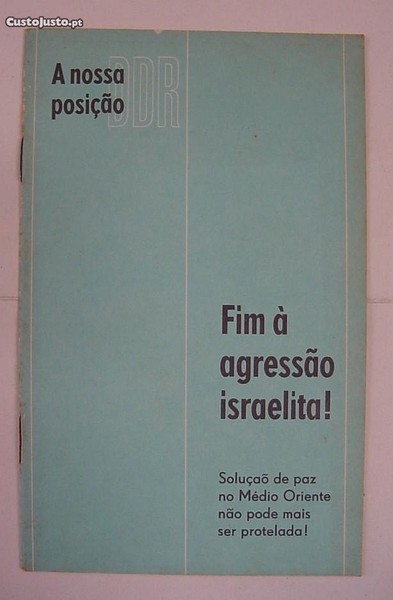 CustoJusto.pt
A nossa
posição
DDR
Fim à
agressão
israelita!
Soluçaõ de paz
no Médio Oriente
não pode mais
ser protelada!